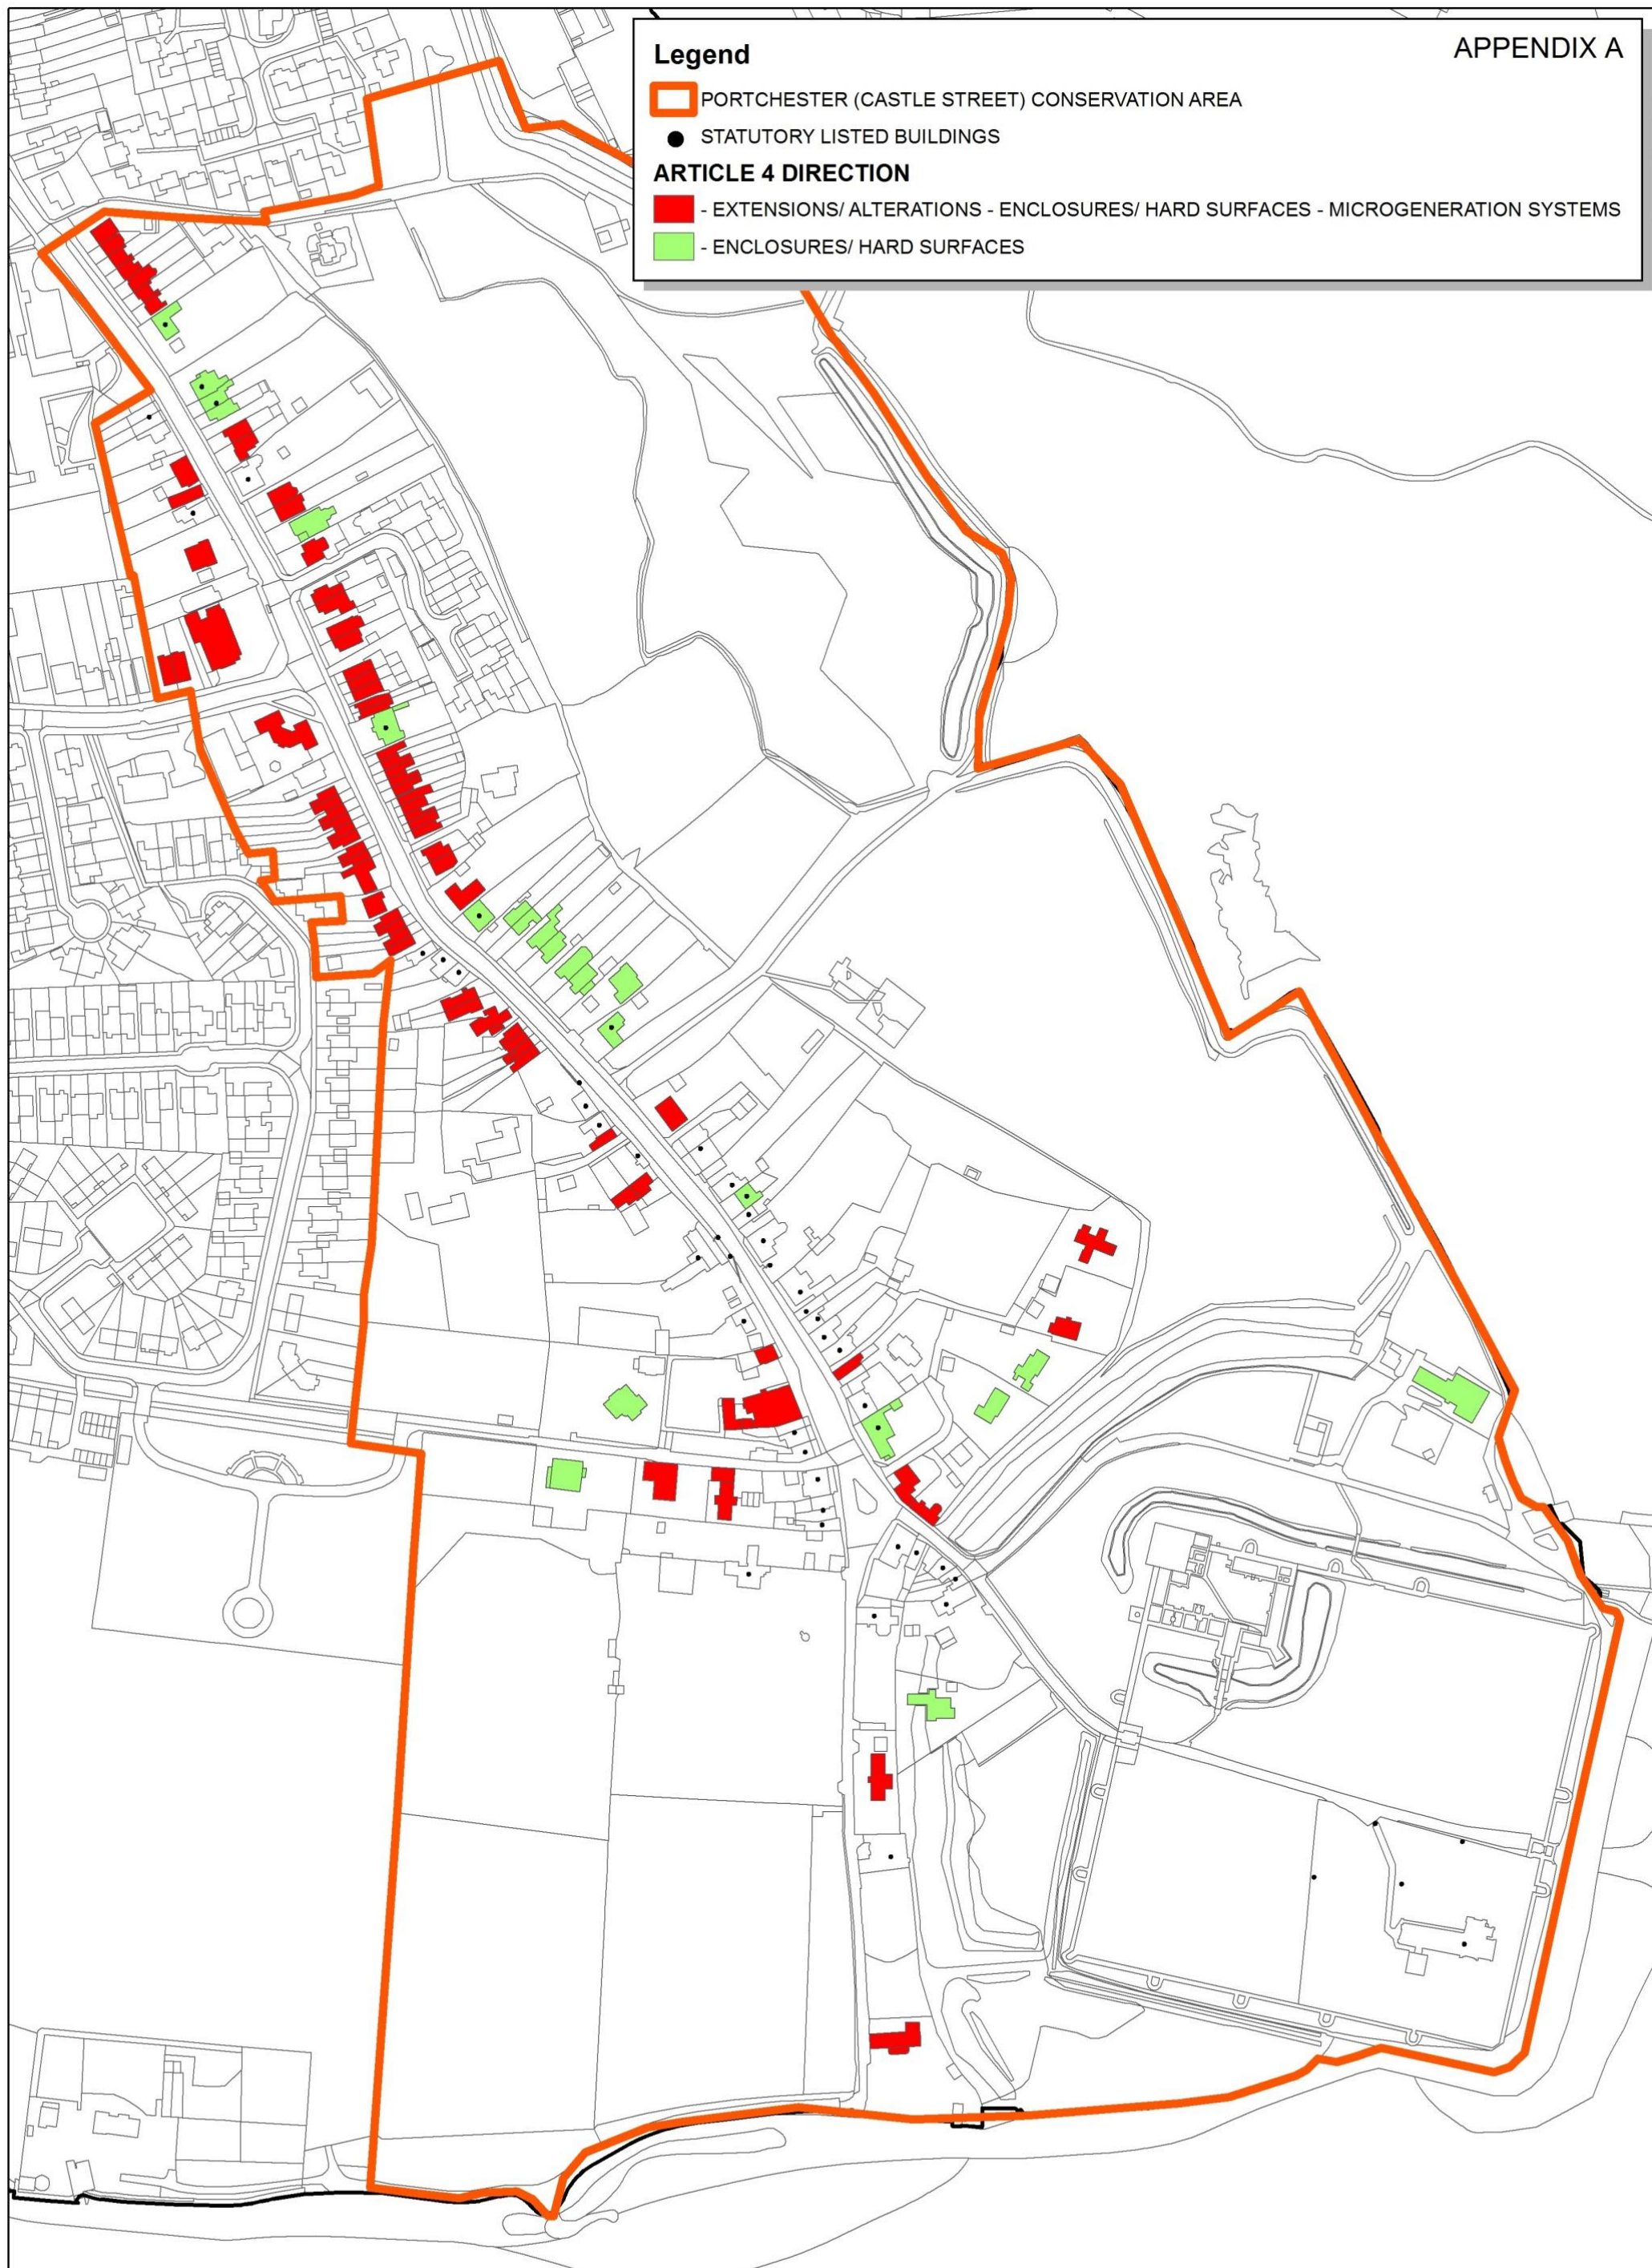 APPENDIX A
Legend
PORTCHESTER (CASTLE STREET) CONSERVATION AREA
STATUTORY LISTED BUILDINGS
ARTICLE 4 DIRECTION
- EXTENSIONS/ ALTERATIONS - ENCLOSURES/ HARD SURFACES - MICROGENERATION SYSTEMS
- ENCLOSURES/ HARD SURFACES